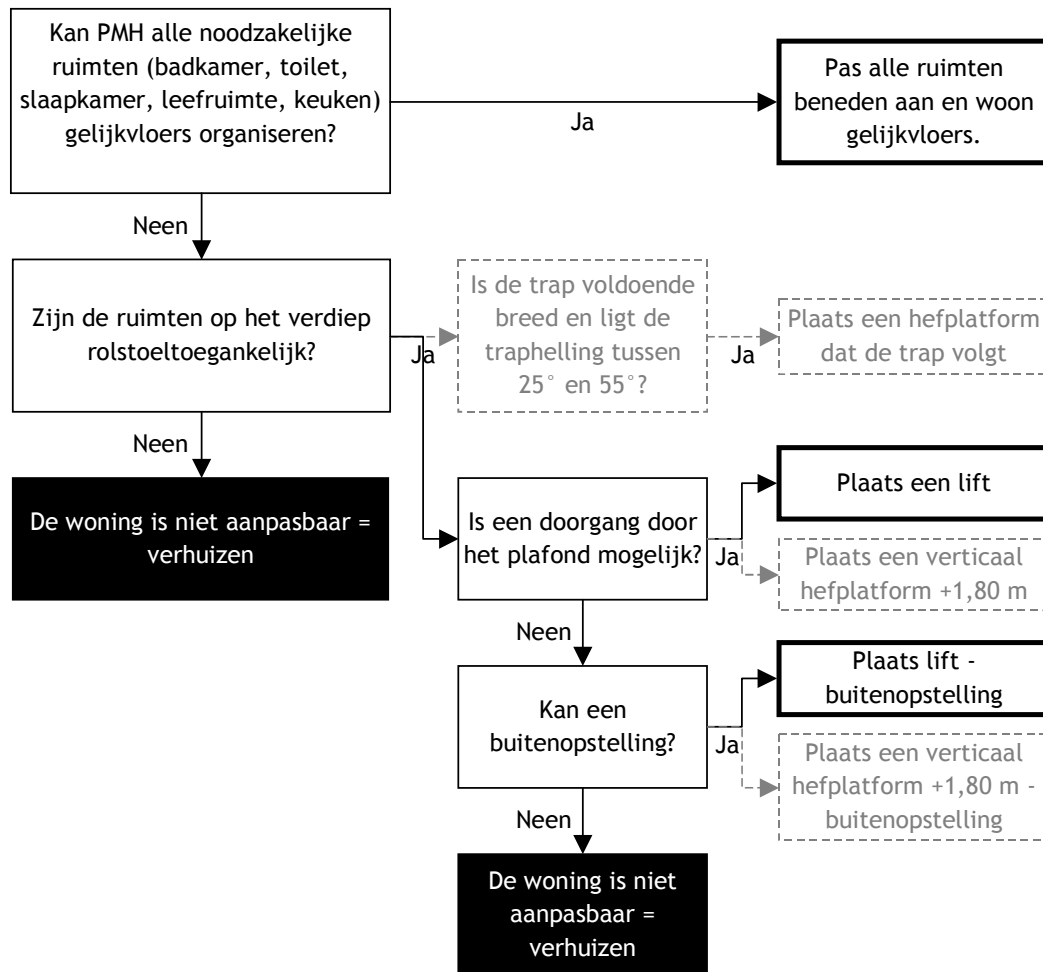 Kan PMH alle noodzakelijke
ruimten (badkamer, toilet,
slaapkamer, leefruimte, keuken)
gelijkvloers organiseren?
Ja
Pas alle ruimten
beneden aan en woon
gelijkvloers.
Neen
Zijn de ruimten op het verdiep
rolstoeltoegankelijk?
Ja
Is de trap voldoende
breed en ligt de
traphelling tussen
25° en 55°?
Ja
Plaats een hefplatform
dat de trap volgt
Neen
De woning is niet aanpasbaar =
verhuizen
Is een doorgang door
het plafond mogelijk?
Ja
Plaats een lift
Plaats een verticaal
hefplatform +1,80 m
Neen
Kan een
buitenopstelling?
Ja
Plaats lift -
buitenopstelling
Plaats een verticaal
hefplatform +1,80 m -
buitenopstelling
Neen
De woning is niet
aanpasbaar =
verhuizen